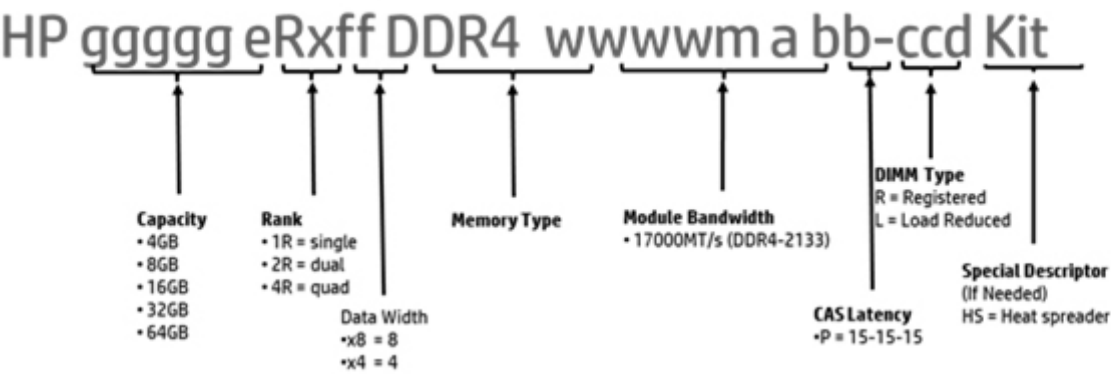 HP ggggg eRxff DDR4 wwwwm a bb-ccd Kit
Capacity
• 4GB
• 8GB
• 16GB
• 32GB
• 64GB
Rank
• 1R = single
• 2R = dual
• 4R = quad
Data Width
•x8 = 8
•x4 = 4
Memory Type
Module Bandwidth
• 17000MT/s (DDR4-2133)
CAS Latency
•P = 15-15-15
DIMM Type
R = Registered
L = Load Reduced
Special Descriptor
(If Needed)
HS = Heat spreader